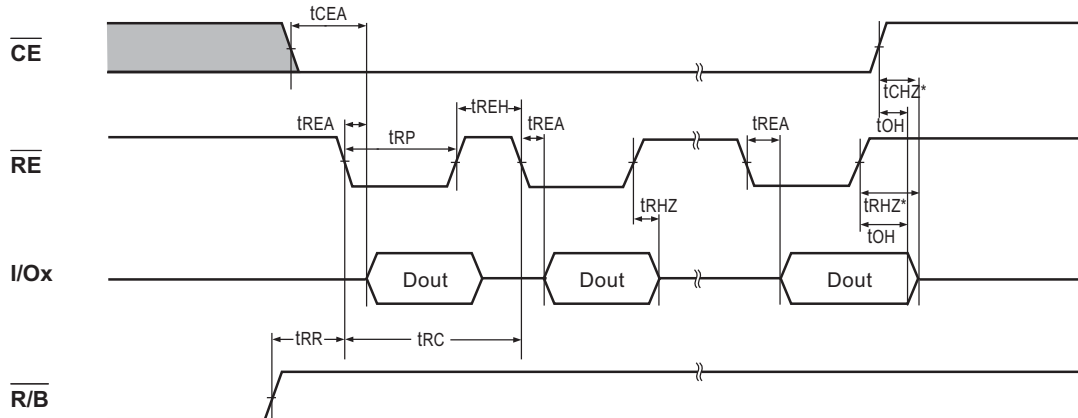 tCEA
CE
tCHZ*
tREH
tREA
tREA
tREA
tOH
tRP
RE
tRHZ
tRHZ*
tOH
I/Ox
Dout
Dout
Dout
tRR
tRC
R/B